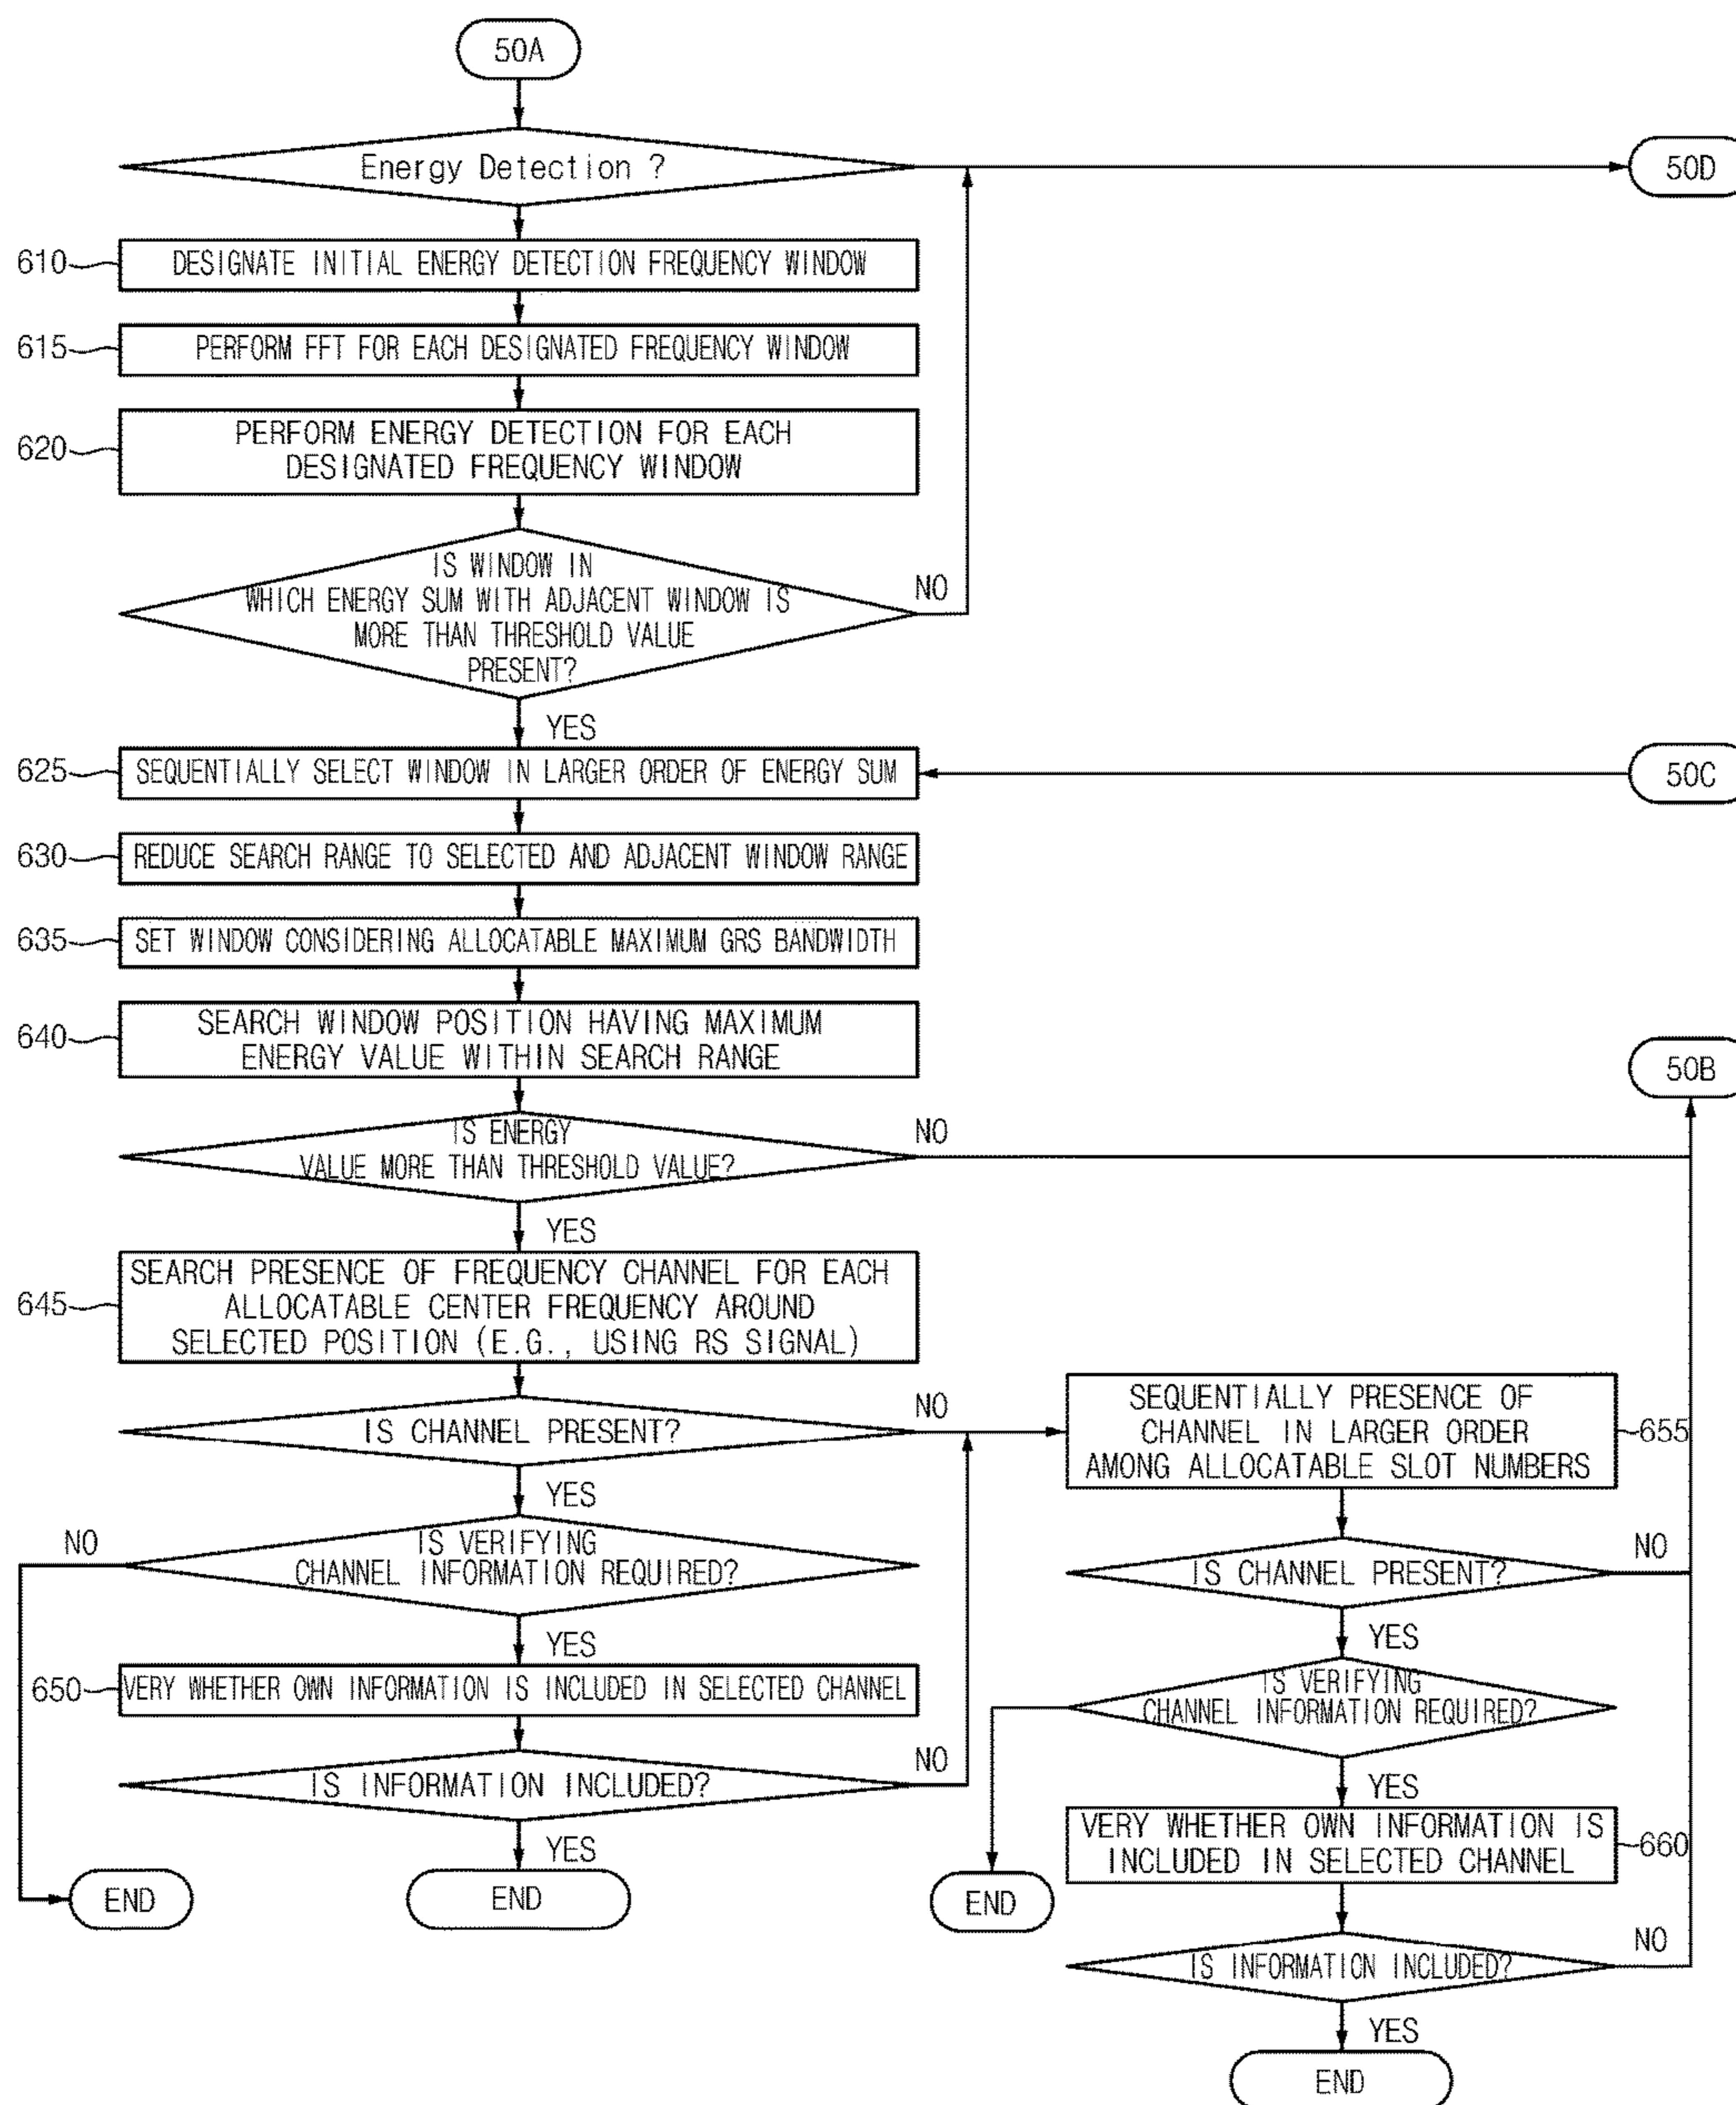 50A
Energy Detection ?
50D
610
DESIGNATE INITIAL ENERGY DETECTION FREQUENCY WINDOW
615
PERFORM FFT FOR EACH DESIGNATED FREQUENCY WINDOW
620
PERFORM ENERGY DETECTION FOR EACH
DESIGNATED FREQUENCY WINDOW
IS WINDOW IN
WHICH ENERGY SUM WITH ADJACENT WINDOW IS
MORE THAN THRESHOLD VALUE
PRESENT?
NO
YES
625
SEQUENTIALLY SELECT WINDOW IN LARGER ORDER OF ENERGY SUM
50C
630
REDUCE SEARCH RANGE TO SELECTED AND ADJACENT WINDOW RANGE
635
SET WINDOW CONSIDERING ALLOCATABLE MAXIMUM GRS BANDWIDTH
640
SEARCH WINDOW POSITION HAVING MAXIMUM
ENERGY VALUE WITHIN SEARCH RANGE
50B
IS ENERGY
VALUE MORE THAN THRESHOLD VALUE?
NO
YES
645
SEARCH PRESENCE OF FREQUENCY CHANNEL FOR EACH
ALLOCATABLE CENTER FREQUENCY AROUND
SELECTED POSITION (E.G., USING RS SIGNAL)
IS CHANNEL PRESENT?
NO
YES
IS VERIFYING
CHANNEL INFORMATION REQUIRED?
NO
YES
650
VERY WHETHER OWN INFORMATION IS INCLUDED IN SELECTED CHANNEL
IS INFORMATION INCLUDED?
NO
YES
END
END
SEQUENTIALLY PRESENCE OF
CHANNEL IN LARGER ORDER
AMONG ALLOCATABLE SLOT NUMBERS
655
IS CHANNEL PRESENT?
NO
YES
IS VERIFYING
CHANNEL INFORMATION REQUIRED?
YES
END
VERY WHETHER OWN INFORMATION IS
INCLUDED IN SELECTED CHANNEL
660
IS INFORMATION INCLUDED?
NO
YES
END